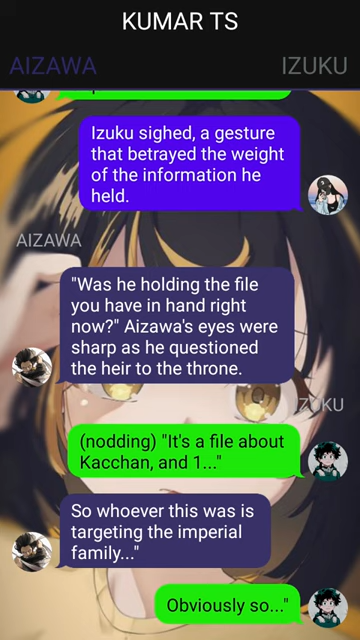 KUMAR TS
AIZAWA
IZUKU
Izuku sighed, a gesture
that betrayed the weight
of the information he
held.
AIZAWA
"Was he holding the file
you have in hand right
now?" Aizawa's eyes were
sharp as he questioned
the heir to the throne.
IZUKU
(nodding) "It's a file about
Kacchan, and 1..."
So whoever this was is
targeting the imperial
family..."
Obviously so..."